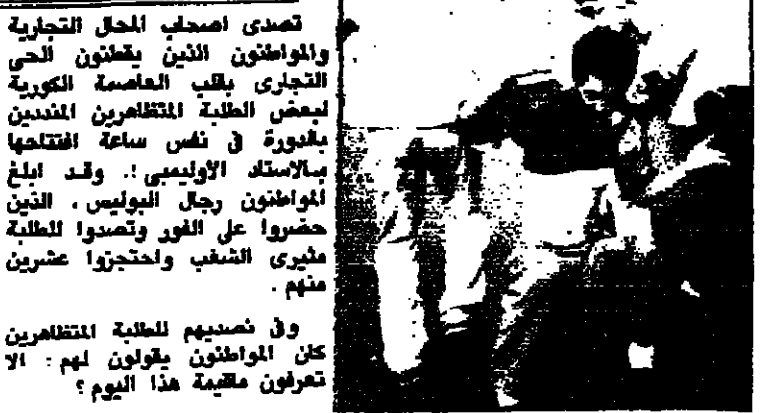 تصدى اصحاب المحال التجارية
والمواطنون الذين يقطنون الحى
التجارى بقلب العاصمة الكورية
لبعض الطلبة المتظاهرين المنددين
بالدورة فى نفس ساعة افتتاحها
بالاستاد الاوليمبى !. وقد ابلغ
المواطنون رجال البوليس ، الذين
حضروا على الفور وتصدوا للطلبة
مثيرى الشغب واحتجزوا عشرين
منهم .
وفى تصديهم للطلبة المتظاهرين
كان المواطنون يقولون لهم : الا
تعرفون ماقيمة هذا اليوم ؟